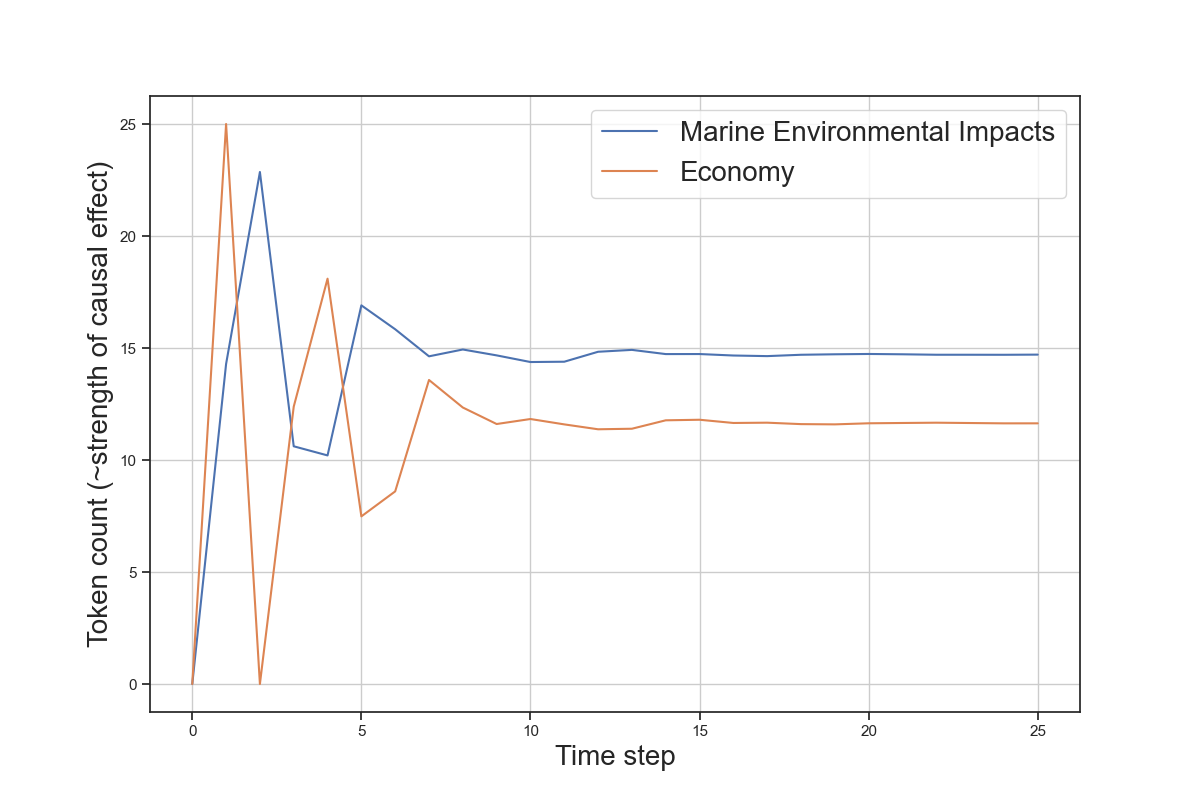 Marine Environmental Impacts
Economy
Token count (~strength of causal effect)
25
20
15
10
5
0
0 5 10 15 20 25
Time step